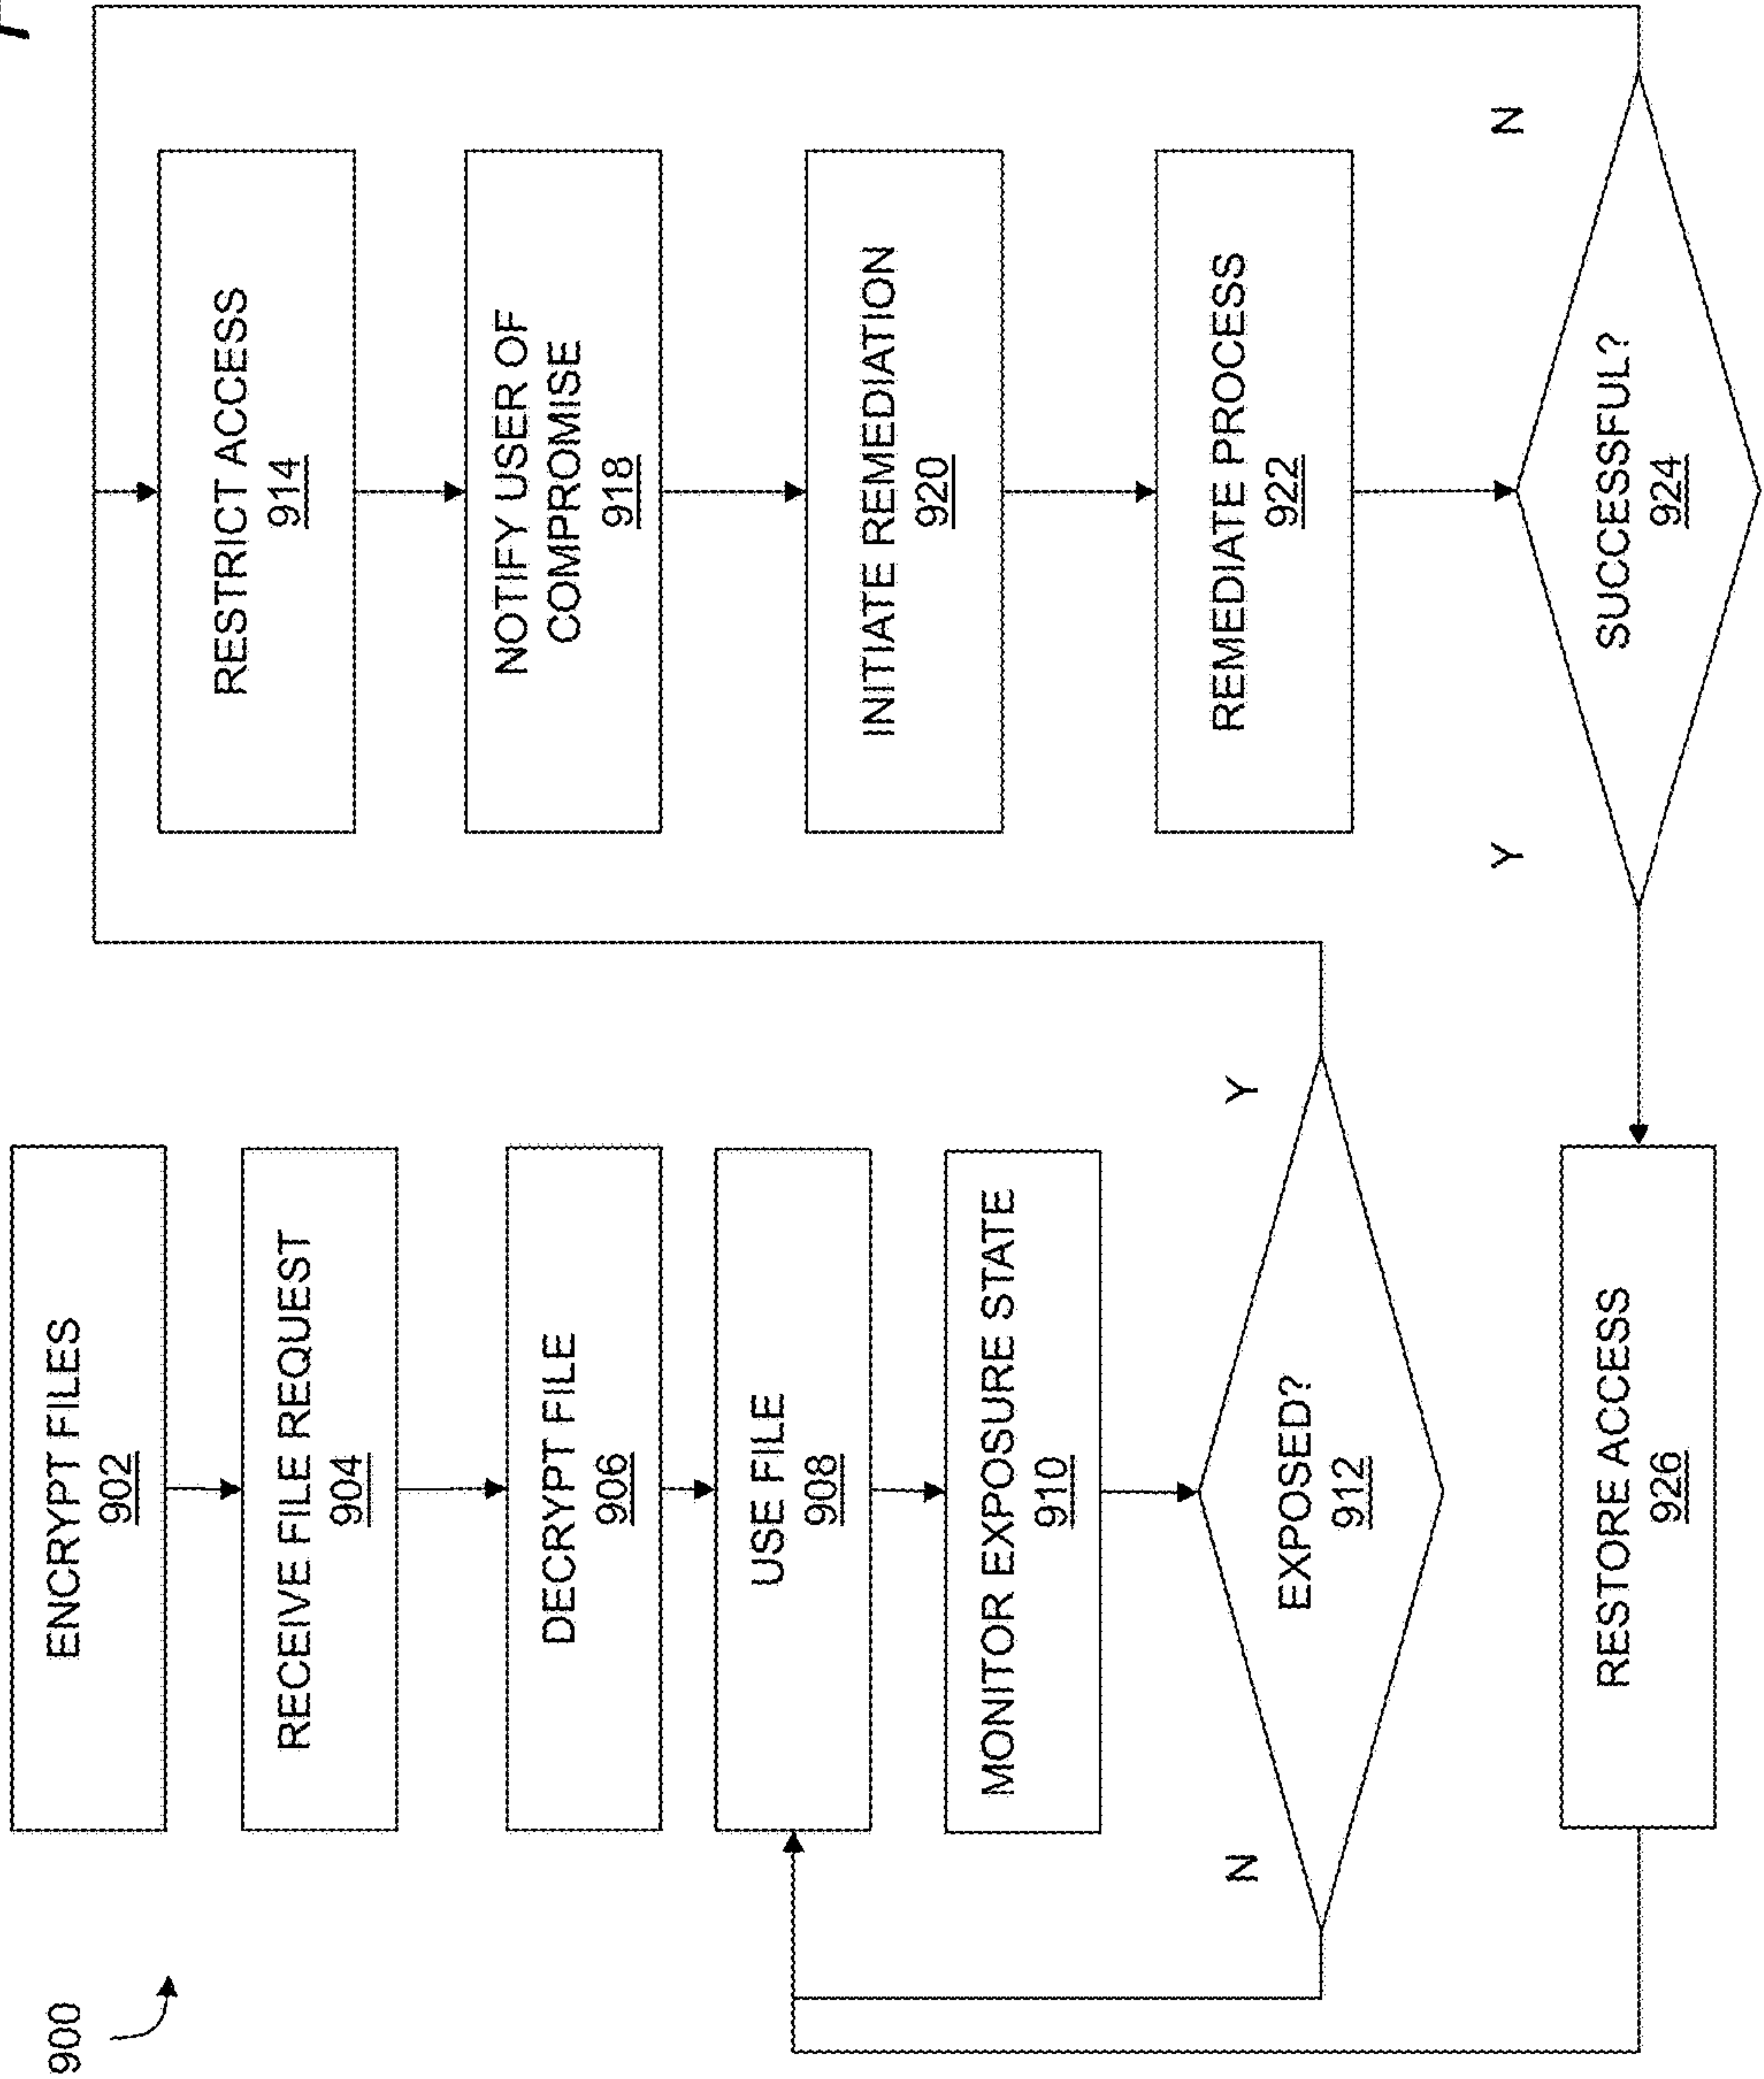 900
ENCRYPT FILES
902
RECEIVE FILE REQUEST
904
DECRYPT FILE
906
USE FILE
908
MONITOR EXPOSURE STATE
910
EXPOSED?
912
N
Y
RESTRICT ACCESS
914
NOTIFY USER OF
COMPROMISE
918
INITIATE REMEDIATION
920
REMEDIATE PROCESS
922
SUCCESSFUL?
924
Y
N
RESTORE ACCESS
926